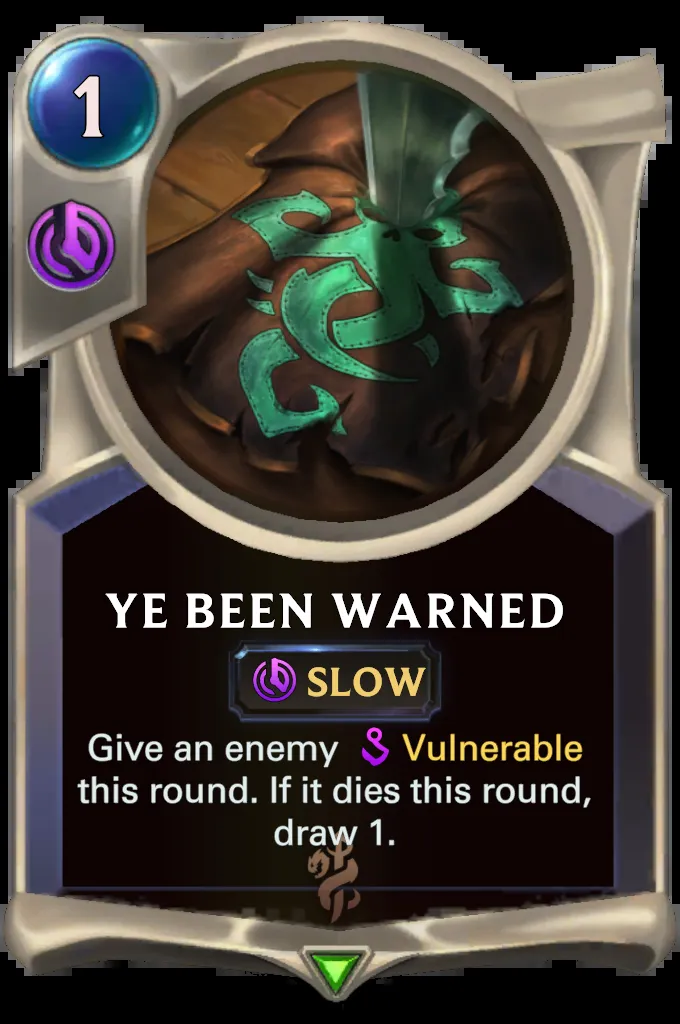 1
YE BEEN WARNED
SLOW
Give an enemy Vulnerable
this round. If it dies this round,
draw 1.